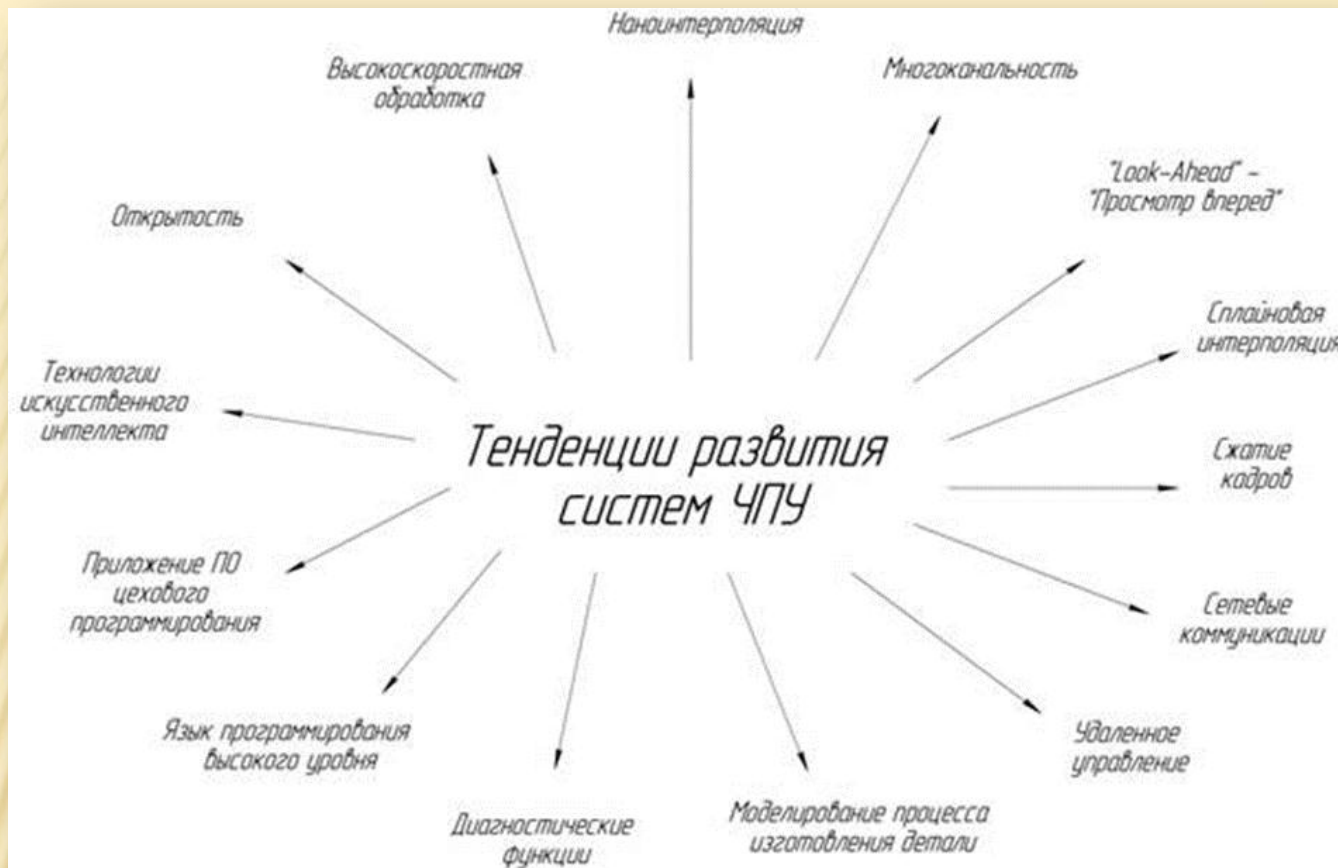 Наноинтерполяция
Высокоскоростная
обработка
Многоканальность
"Look-Ahead" -
"Просмотр вперед"
Открытость
Сплайновая
интерполяция
Технологии
искусственного
интеллекта
Тенденции развития
систем ЧПУ
Сжатие
кадров
Приложение ПО
цехового
программирования
Сетевые
коммуникации
Язык программирования
высокого уровня
Удаленное
управление
Диагностические
функции
Моделирование процесса
изготовления детали